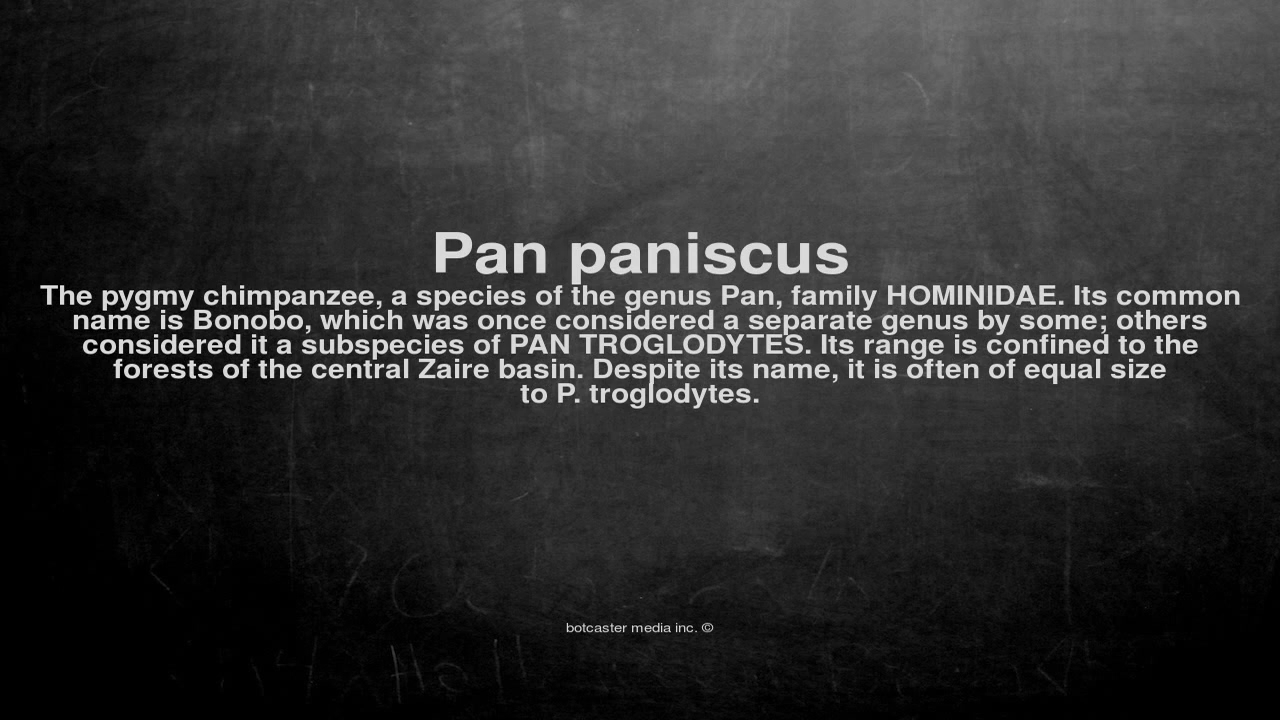 Pan paniscus
The pygmy chimpanzee, a species of the genus Pan, family HOMINIDAE. Its common
name is Bonobo, which was once considered a separate genus by some; others
considered it a subspecies of PAN TROGLODYTES. Its range is confined to the
forests of the central Zaire basin. Despite its name, it is often of equal size
to P. troglodytes.
botcaster media inc. ©